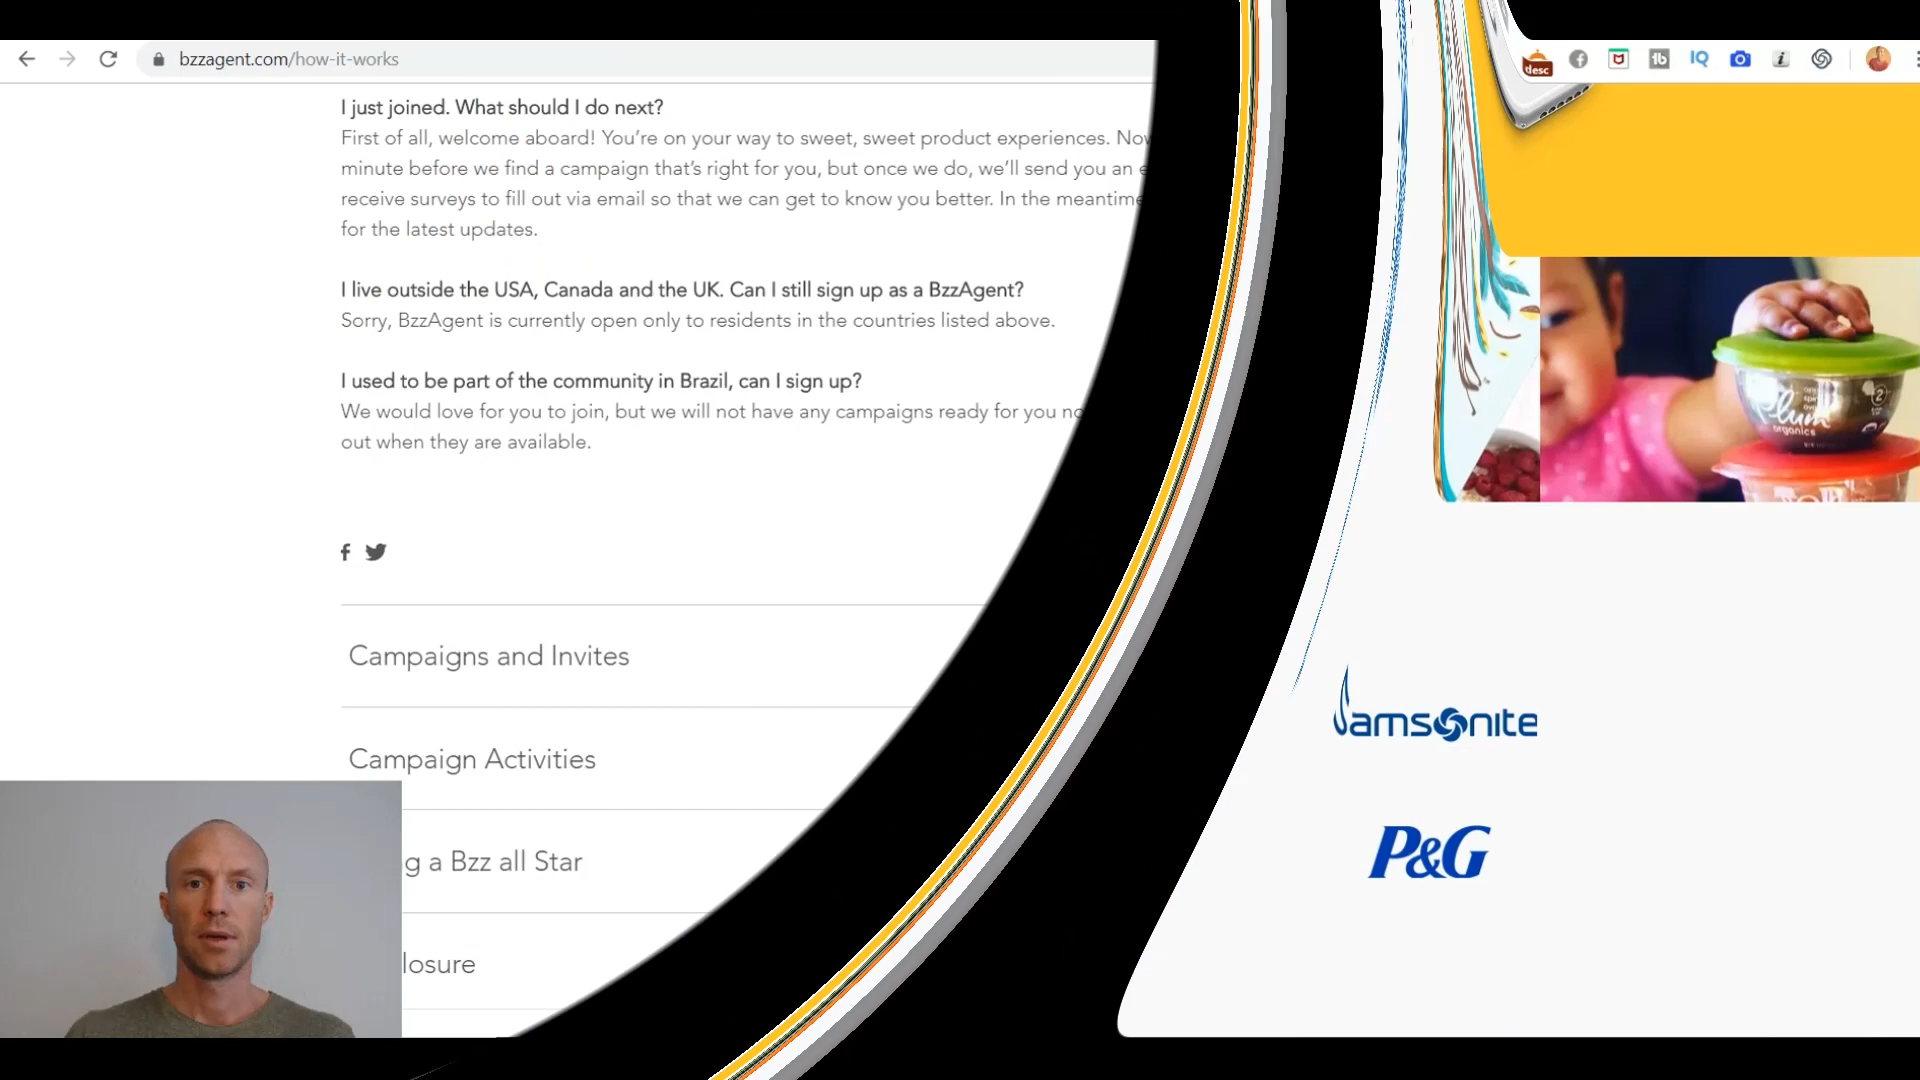 bzzagent.com/how-it-works
desc
IQ
I just joined. What should I do next?
First of all, welcome aboard! You're on your way to sweet, sweet product experiences. Now
minute before we find a campaign that's right for you, but once we do, we'll send you an
receive surveys to fill out via email so that we can get to know you better. In the meantime
for the latest updates.
I live outside the USA, Canada and the UK. Can I still sign up as a BzzAgent?
Sorry, BzzAgent is currently open only to residents in the countries listed above.
I used to be part of the community in Brazil, can I sign up?
We would love for you to join, but we will not have any campaigns ready for you
out when they are available.
Campaigns and Invites
Campaign Activities
g a Bzz all Star
losure
Plum
organics
2
Samsonite
P&G